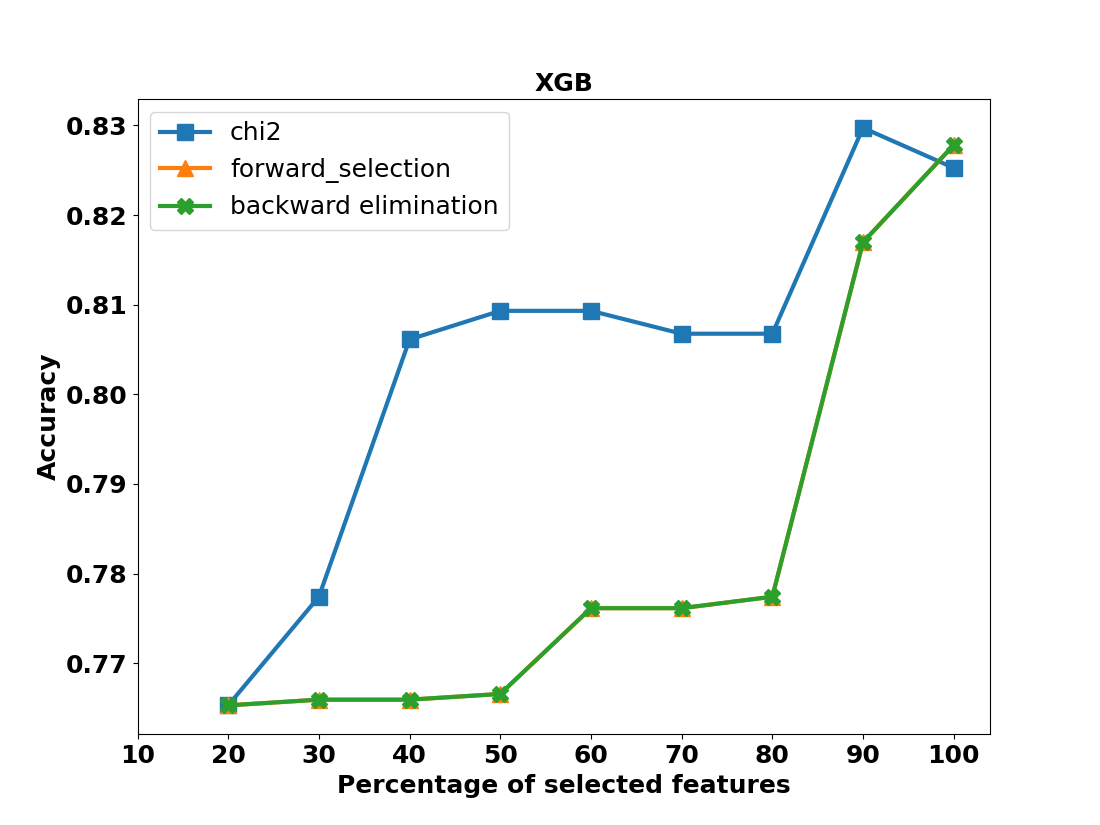 XGB
chi2
forward_selection
backward elimination
0.83
0.82
0.81
0.80
0.79
0.78
0.77
Accuracy
10 20 30 40 50 60 70 80 90 100
Percentage of selected features